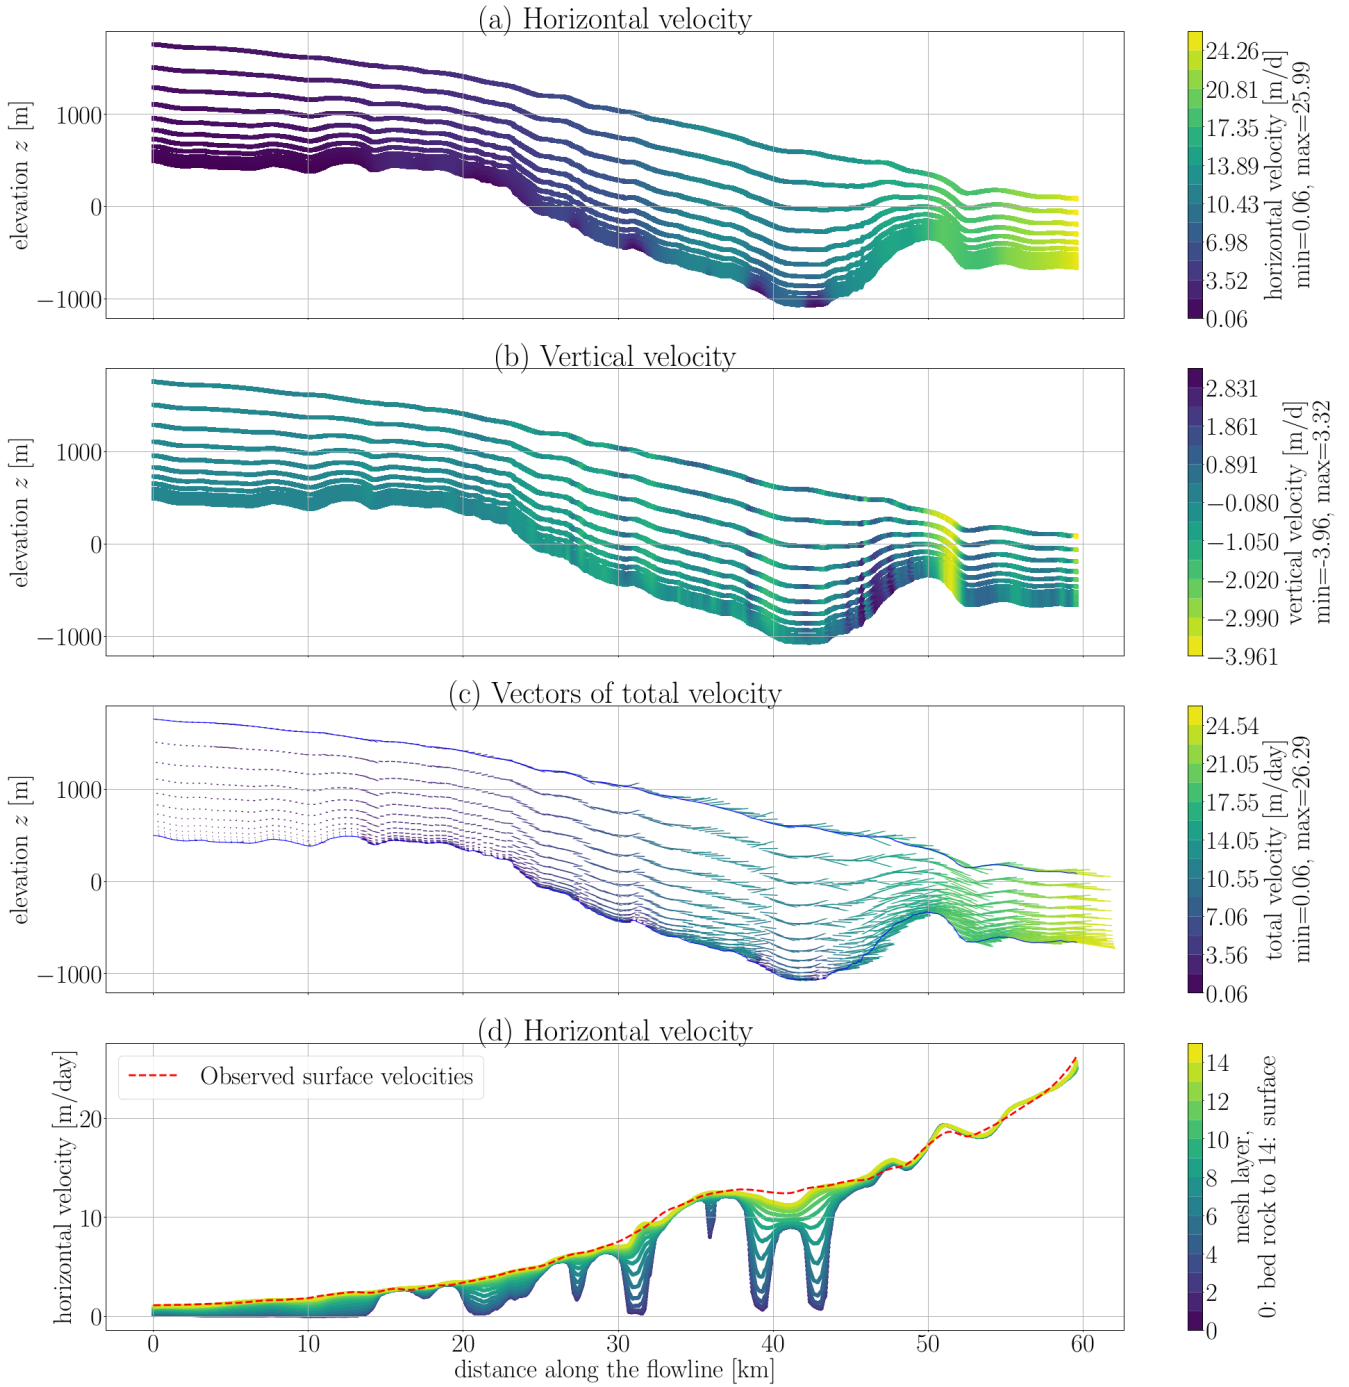 (a) Horizontal velocity
elevation z [m]
1000
0
−1000
24.26
20.81
17.35
13.89
10.43
6.98
3.52
0.06
horizontal velocity [m/d]
min=0.06, max=25.99
(b) Vertical velocity
elevation z [m]
1000
0
−1000
2.831
1.861
0.891
−0.080
−1.050
−2.020
−2.990
−3.961
vertical velocity [m/d]
min=-3.96, max=3.32
(c) Vectors of total velocity
elevation z [m]
1000
0
−1000
24.54
21.05
17.55
14.05
10.55
7.06
3.56
0.06
total velocity [m/day]
min=0.06, max=26.29
(d) Horizontal velocity
horizontal velocity [m/day]
20
10
0
Observed surface velocities
0 10 20 30 40 50 60
distance along the flowline [km]
14
12
10
8
6
4
2
0
mesh layer,
0: bed rock to 14: surface